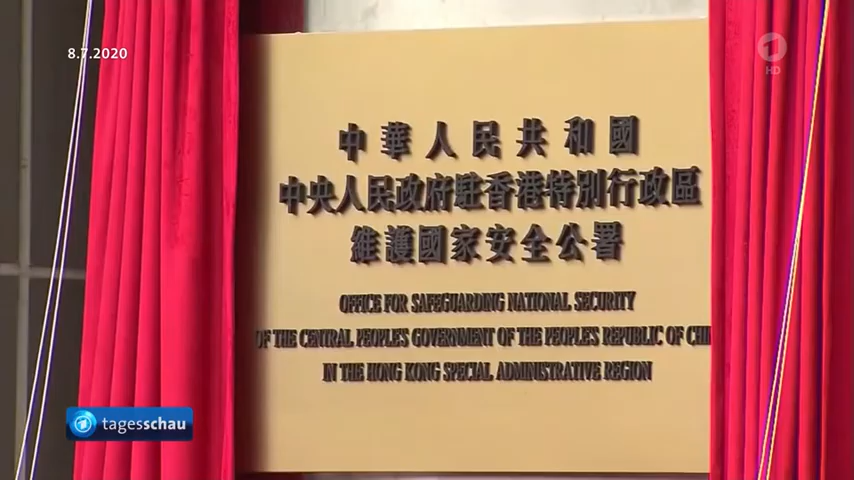 8.7.2020
1
HD
中華人民共和國
中央人民政府駐香港特別行政區
維護國家安全公署
OFFICE FOR SAFEGUARDING NATIONAL SECURITY
OF THE CENTRAL PEOPLE'S GOVERNMENT OF THE PEOPLE'S REPUBLIC OF CHI
IN THE HONG KONG SPECIAL ADMINISTRATIVE REGION
tagesschau